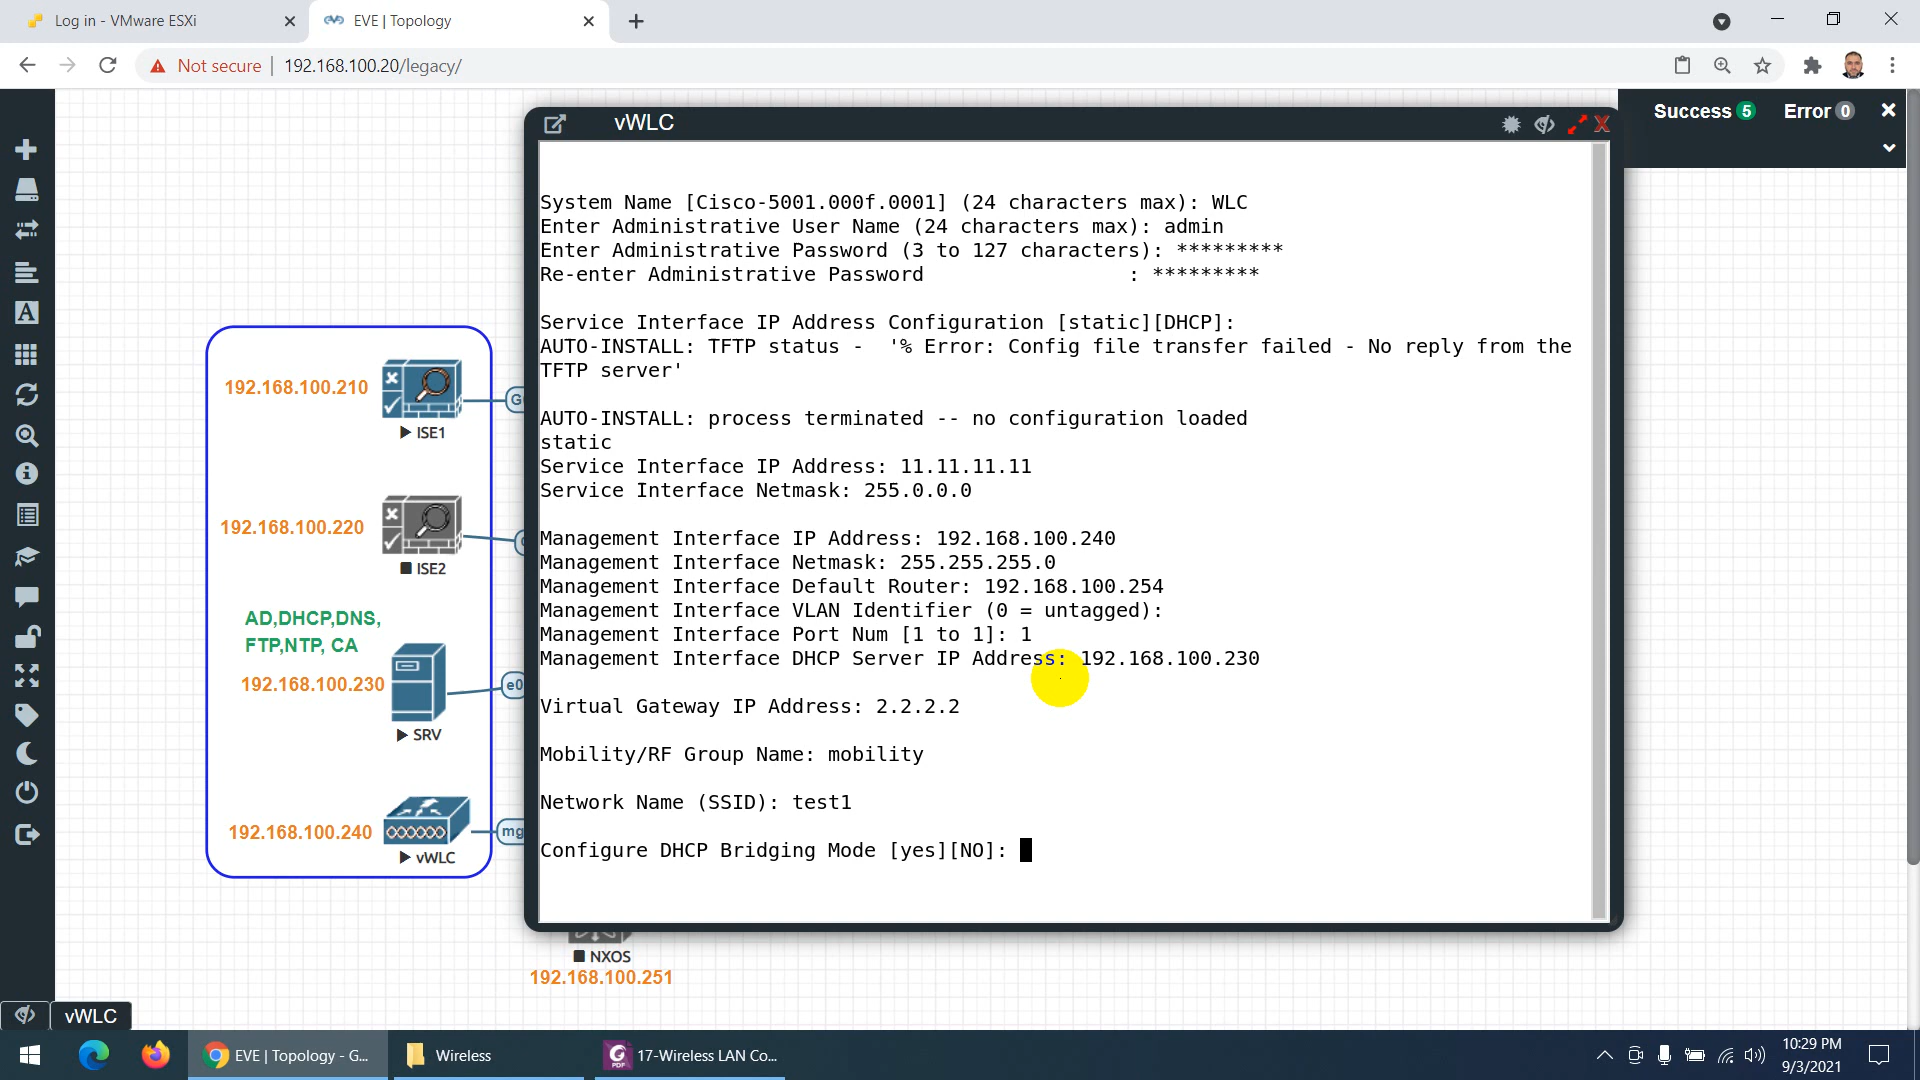 Log in - VMware ESXi
EVE | Topology
Not secure
192.168.100.20/legacy/
Success 5
Error 0
vWLC
System Name [Cisco-5001.000f.0001] (24 characters max): WLC
Enter Administrative User Name (24 characters max): admin
Enter Administrative Password (3 to 127 characters): *********
Re-enter Administrative Password                 : *********
Service Interface IP Address Configuration [static][DHCP]:
AUTO-INSTALL: TFTP status -  '% Error: Config file transfer failed - No reply from the
TFTP server'
AUTO-INSTALL: process terminated -- no configuration loaded
static
Service Interface IP Address: 11.11.11.11
Service Interface Netmask: 255.0.0.0
Management Interface IP Address: 192.168.100.240
Management Interface Netmask: 255.255.255.0
Management Interface Default Router: 192.168.100.254
Management Interface VLAN Identifier (0 = untagged):
Management Interface Port Num [1 to 1]: 1
Management Interface DHCP Server IP Address: 192.168.100.230
Virtual Gateway IP Address: 2.2.2.2
Mobility/RF Group Name: mobility
Network Name (SSID): test1
Configure DHCP Bridging Mode [yes][NO]:
192.168.100.210
ISE1
192.168.100.220
ISE2
AD,DHCP,DNS,
FTP,NTP, CA
192.168.100.230
e0
SRV
192.168.100.240
mg
vWLC
NXOS
192.168.100.251
vWLC
EVE | Topology - G...
Wireless
17-Wireless LAN Co...
10:29 PM
9/3/2021